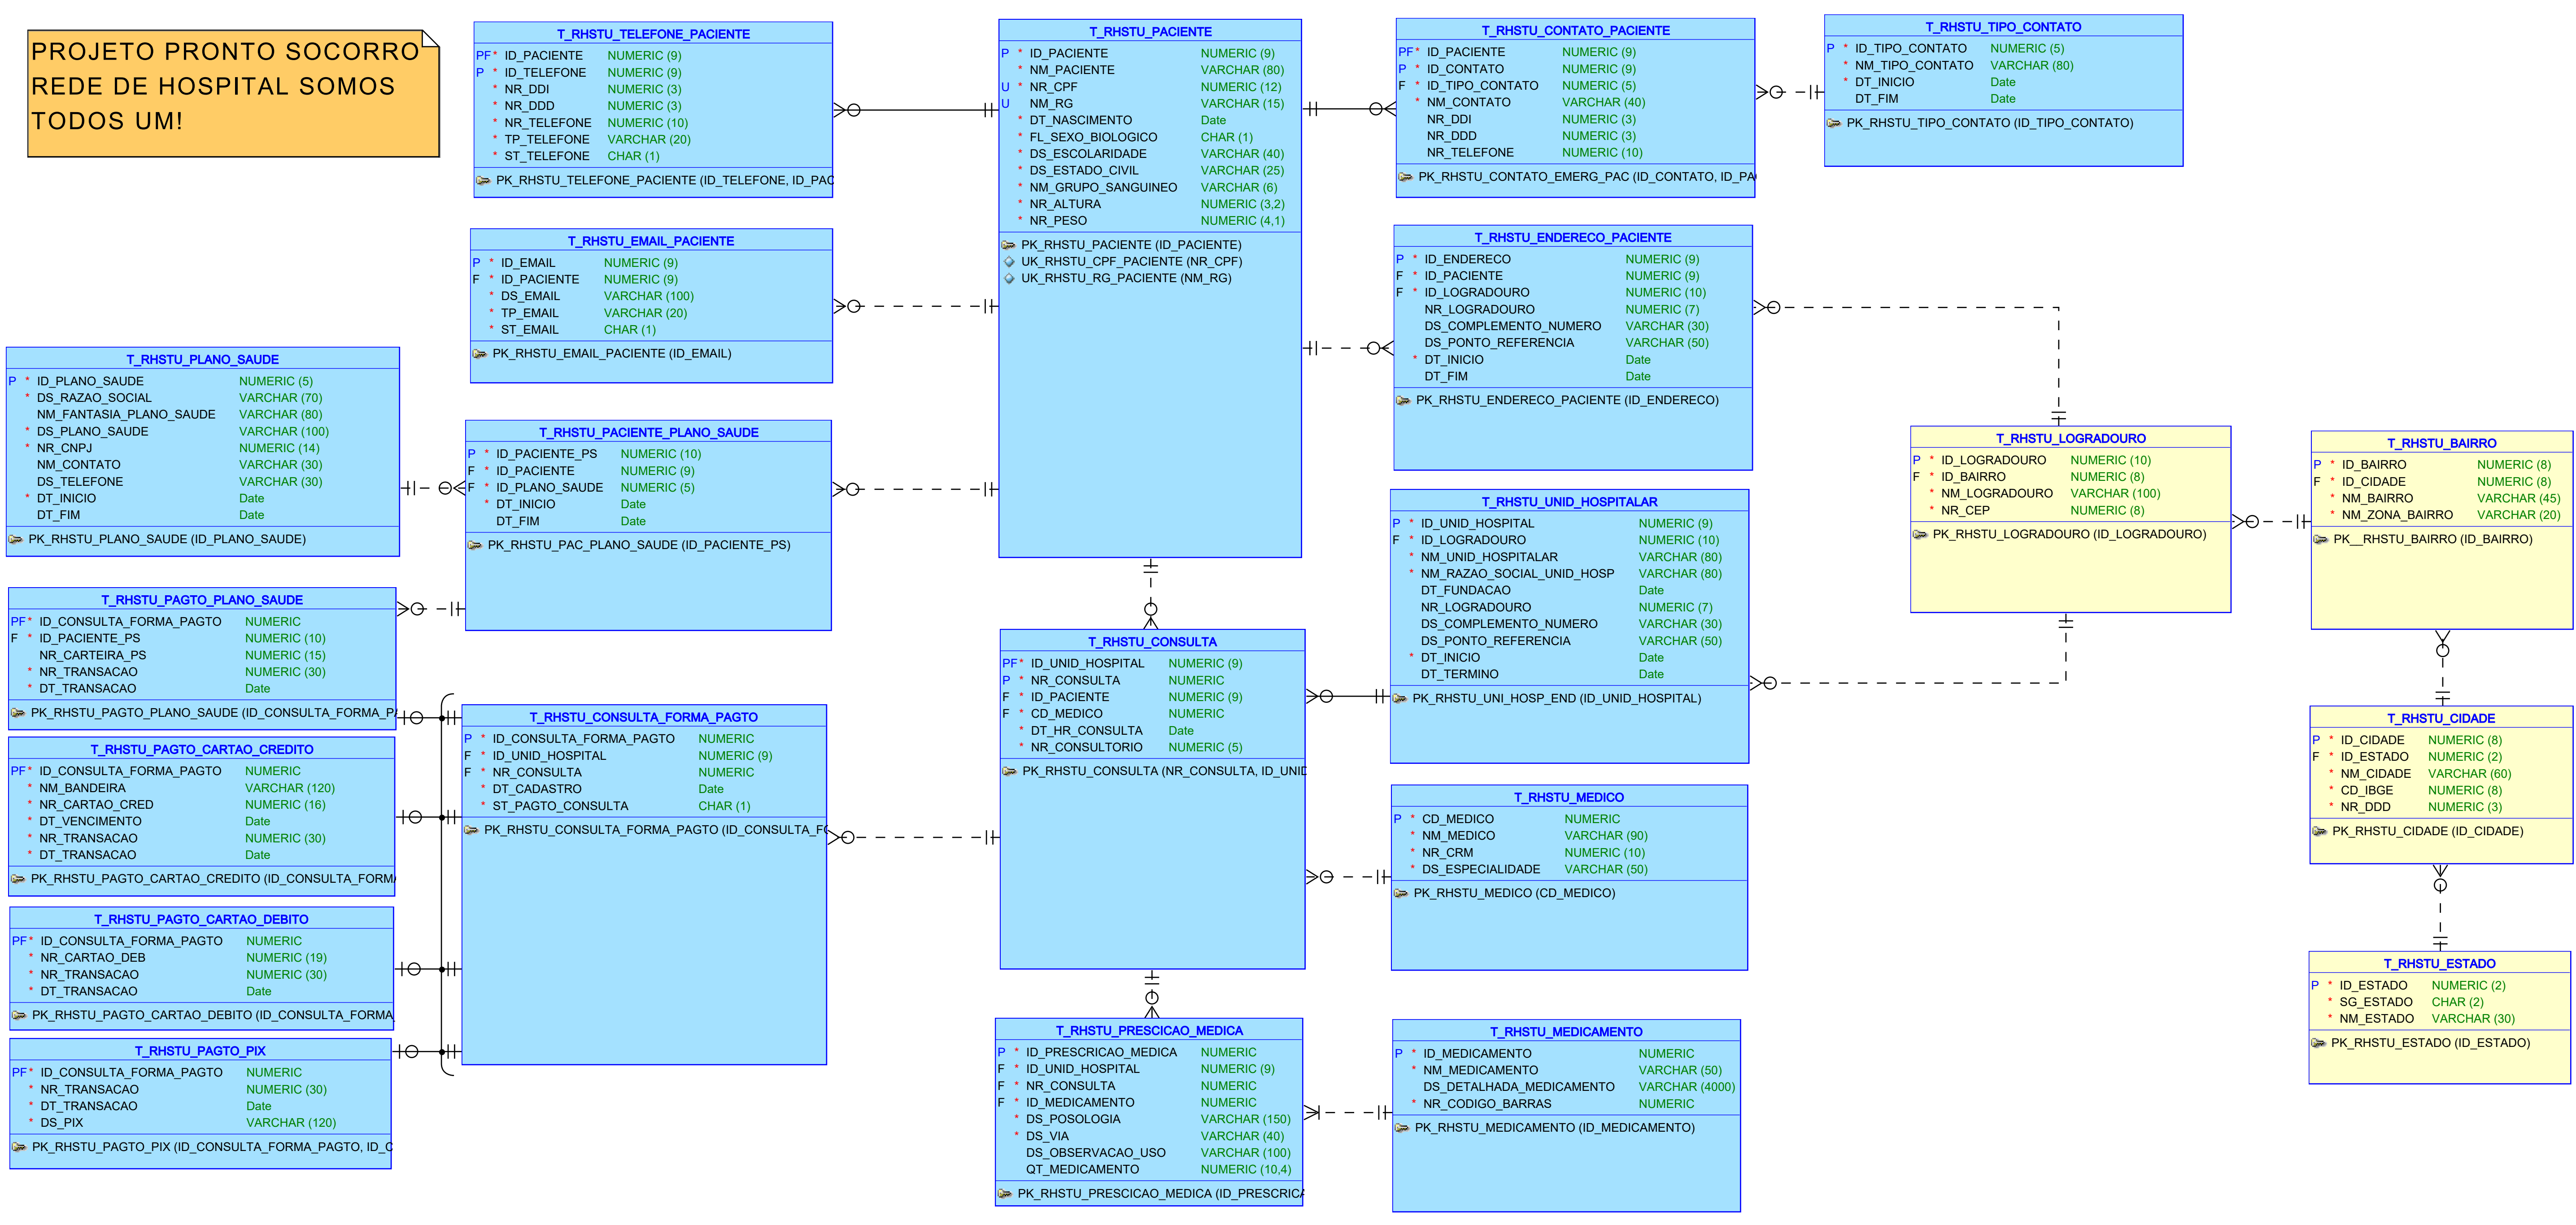 PROJETO PRONTO SOCORRO
REDE DE HOSPITAL SOMOS
TODOS UM!
T_RHSTU_TELEFONE_PACIENTE
PF* ID_PACIENTE NUMERIC (9)
P * ID_TELEFONE NUMERIC (9)
* NR_DDI NUMERIC (3)
* NR_DDD NUMERIC (3)
* NR_TELEFONE NUMERIC (10)
* TP_TELEFONE VARCHAR (20)
* ST_TELEFONE CHAR (1)
PK_RHSTU_TELEFONE_PACIENTE (ID_TELEFONE, ID_PAC
T_RHSTU_PACIENTE
P * ID_PACIENTE NUMERIC (9)
* NM_PACIENTE VARCHAR (80)
U * NR_CPF NUMERIC (12)
U NM_RG VARCHAR (15)
* DT_NASCIMENTO Date
* FL_SEXO_BIOLOGICO CHAR (1)
* DS_ESCOLARIDADE VARCHAR (40)
* DS_ESTADO_CIVIL VARCHAR (25)
* NM_GRUPO_SANGUINEO VARCHAR (6)
* NR_ALTURA NUMERIC (3,2)
* NR_PESO NUMERIC (4,1)
PK_RHSTU_PACIENTE (ID_PACIENTE)
UK_RHSTU_CPF_PACIENTE (NR_CPF)
UK_RHSTU_RG_PACIENTE (NM_RG)
T_RHSTU_CONTATO_PACIENTE
PF* ID_PACIENTE NUMERIC (9)
P * ID_CONTATO NUMERIC (9)
F * ID_TIPO_CONTATO NUMERIC (5)
* NM_CONTATO VARCHAR (40)
NR_DDI NUMERIC (3)
NR_DDD NUMERIC (3)
NR_TELEFONE NUMERIC (10)
PK_RHSTU_CONTATO_EMERG_PAC (ID_CONTATO, ID_PA
T_RHSTU_TIPO_CONTATO
P * ID_TIPO_CONTATO NUMERIC (5)
* NM_TIPO_CONTATO VARCHAR (80)
* DT_INICIO Date
DT_FIM Date
PK_RHSTU_TIPO_CONTATO (ID_TIPO_CONTATO)
T_RHSTU_EMAIL_PACIENTE
P * ID_EMAIL NUMERIC (9)
F * ID_PACIENTE NUMERIC (9)
* DS_EMAIL VARCHAR (100)
* TP_EMAIL VARCHAR (20)
* ST_EMAIL CHAR (1)
PK_RHSTU_EMAIL_PACIENTE (ID_EMAIL)
T_RHSTU_ENDERECO_PACIENTE
P * ID_ENDERECO NUMERIC (9)
F * ID_PACIENTE NUMERIC (9)
F * ID_LOGRADOURO NUMERIC (10)
NR_LOGRADOURO NUMERIC (7)
DS_COMPLEMENTO_NUMERO VARCHAR (30)
DS_PONTO_REFERENCIA VARCHAR (50)
* DT_INICIO Date
DT_FIM Date
PK_RHSTU_ENDERECO_PACIENTE (ID_ENDERECO)
T_RHSTU_PLANO_SAUDE
P * ID_PLANO_SAUDE NUMERIC (5)
* DS_RAZAO_SOCIAL VARCHAR (70)
NM_FANTASIA_PLANO_SAUDE VARCHAR (80)
* DS_PLANO_SAUDE VARCHAR (100)
* NR_CNPJ NUMERIC (14)
NM_CONTATO VARCHAR (30)
DS_TELEFONE VARCHAR (30)
* DT_INICIO Date
DT_FIM Date
PK_RHSTU_PLANO_SAUDE (ID_PLANO_SAUDE)
T_RHSTU_PACIENTE_PLANO_SAUDE
P * ID_PACIENTE_PS NUMERIC (10)
F * ID_PACIENTE NUMERIC (9)
F * ID_PLANO_SAUDE NUMERIC (5)
* DT_INICIO Date
DT_FIM Date
PK_RHSTU_PAC_PLANO_SAUDE (ID_PACIENTE_PS)
T_RHSTU_LOGRADOURO
P * ID_LOGRADOURO NUMERIC (10)
F * ID_BAIRRO NUMERIC (8)
* NM_LOGRADOURO VARCHAR (100)
* NR_CEP NUMERIC (8)
PK_RHSTU_LOGRADOURO (ID_LOGRADOURO)
T_RHSTU_BAIRRO
P * ID_BAIRRO NUMERIC (8)
F * ID_CIDADE NUMERIC (8)
* NM_BAIRRO VARCHAR (45)
* NM_ZONA_BAIRRO VARCHAR (20)
PK__RHSTU_BAIRRO (ID_BAIRRO)
T_RHSTU_UNID_HOSPITALAR
P * ID_UNID_HOSPITAL NUMERIC (9)
F * ID_LOGRADOURO NUMERIC (10)
* NM_UNID_HOSPITALAR VARCHAR (80)
* NM_RAZAO_SOCIAL_UNID_HOSP VARCHAR (80)
DT_FUNDACAO Date
NR_LOGRADOURO NUMERIC (7)
DS_COMPLEMENTO_NUMERO VARCHAR (30)
DS_PONTO_REFERENCIA VARCHAR (50)
* DT_INICIO Date
DT_TERMINO Date
PK_RHSTU_UNI_HOSP_END (ID_UNID_HOSPITAL)
T_RHSTU_PAGTO_PLANO_SAUDE
PF* ID_CONSULTA_FORMA_PAGTO NUMERIC
F * ID_PACIENTE_PS NUMERIC (10)
NR_CARTEIRA_PS NUMERIC (15)
* NR_TRANSACAO NUMERIC (30)
* DT_TRANSACAO Date
PK_RHSTU_PAGTO_PLANO_SAUDE (ID_CONSULTA_FORMA_P
T_RHSTU_CONSULTA
PF* ID_UNID_HOSPITAL NUMERIC (9)
P * NR_CONSULTA NUMERIC
F * ID_PACIENTE NUMERIC (9)
F * CD_MEDICO NUMERIC
* DT_HR_CONSULTA Date
* NR_CONSULTORIO NUMERIC (5)
PK_RHSTU_CONSULTA (NR_CONSULTA, ID_UNID
T_RHSTU_CONSULTA_FORMA_PAGTO
P * ID_CONSULTA_FORMA_PAGTO NUMERIC
F * ID_UNID_HOSPITAL NUMERIC (9)
F * NR_CONSULTA NUMERIC
* DT_CADASTRO Date
* ST_PAGTO_CONSULTA CHAR (1)
PK_RHSTU_CONSULTA_FORMA_PAGTO (ID_CONSULTA_FO
T_RHSTU_CIDADE
P * ID_CIDADE NUMERIC (8)
F * ID_ESTADO NUMERIC (2)
* NM_CIDADE VARCHAR (60)
* CD_IBGE NUMERIC (8)
* NR_DDD NUMERIC (3)
PK_RHSTU_CIDADE (ID_CIDADE)
T_RHSTU_PAGTO_CARTAO_CREDITO
PF* ID_CONSULTA_FORMA_PAGTO NUMERIC
* NM_BANDEIRA VARCHAR (120)
* NR_CARTAO_CRED NUMERIC (16)
* DT_VENCIMENTO Date
* NR_TRANSACAO NUMERIC (30)
* DT_TRANSACAO Date
PK_RHSTU_PAGTO_CARTAO_CREDITO (ID_CONSULTA_FORMA
T_RHSTU_MEDICO
P * CD_MEDICO NUMERIC
* NM_MEDICO VARCHAR (90)
* NR_CRM NUMERIC (10)
* DS_ESPECIALIDADE VARCHAR (50)
PK_RHSTU_MEDICO (CD_MEDICO)
T_RHSTU_PAGTO_CARTAO_DEBITO
PF* ID_CONSULTA_FORMA_PAGTO NUMERIC
* NR_CARTAO_DEB NUMERIC (19)
* NR_TRANSACAO NUMERIC (30)
* DT_TRANSACAO Date
PK_RHSTU_PAGTO_CARTAO_DEBITO (ID_CONSULTA_FORMA
T_RHSTU_ESTADO
P * ID_ESTADO NUMERIC (2)
* SG_ESTADO CHAR (2)
* NM_ESTADO VARCHAR (30)
PK_RHSTU_ESTADO (ID_ESTADO)
T_RHSTU_PAGTO_PIX
PF* ID_CONSULTA_FORMA_PAGTO NUMERIC
* NR_TRANSACAO NUMERIC (30)
* DT_TRANSACAO Date
* DS_PIX VARCHAR (120)
PK_RHSTU_PAGTO_PIX (ID_CONSULTA_FORMA_PAGTO, ID_C
T_RHSTU_PRESCICAO_MEDICA
P * ID_PRESCRICAO_MEDICA NUMERIC
F * ID_UNID_HOSPITAL NUMERIC (9)
F * NR_CONSULTA NUMERIC
F * ID_MEDICAMENTO NUMERIC
* DS_POSOLOGIA VARCHAR (150)
* DS_VIA VARCHAR (40)
DS_OBSERVACAO_USO VARCHAR (100)
QT_MEDICAMENTO NUMERIC (10,4)
PK_RHSTU_PRESCICAO_MEDICA (ID_PRESCRICA
T_RHSTU_MEDICAMENTO
P * ID_MEDICAMENTO NUMERIC
* NM_MEDICAMENTO VARCHAR (50)
DS_DETALHADA_MEDICAMENTO VARCHAR (4000)
* NR_CODIGO_BARRAS NUMERIC
PK_RHSTU_MEDICAMENTO (ID_MEDICAMENTO)